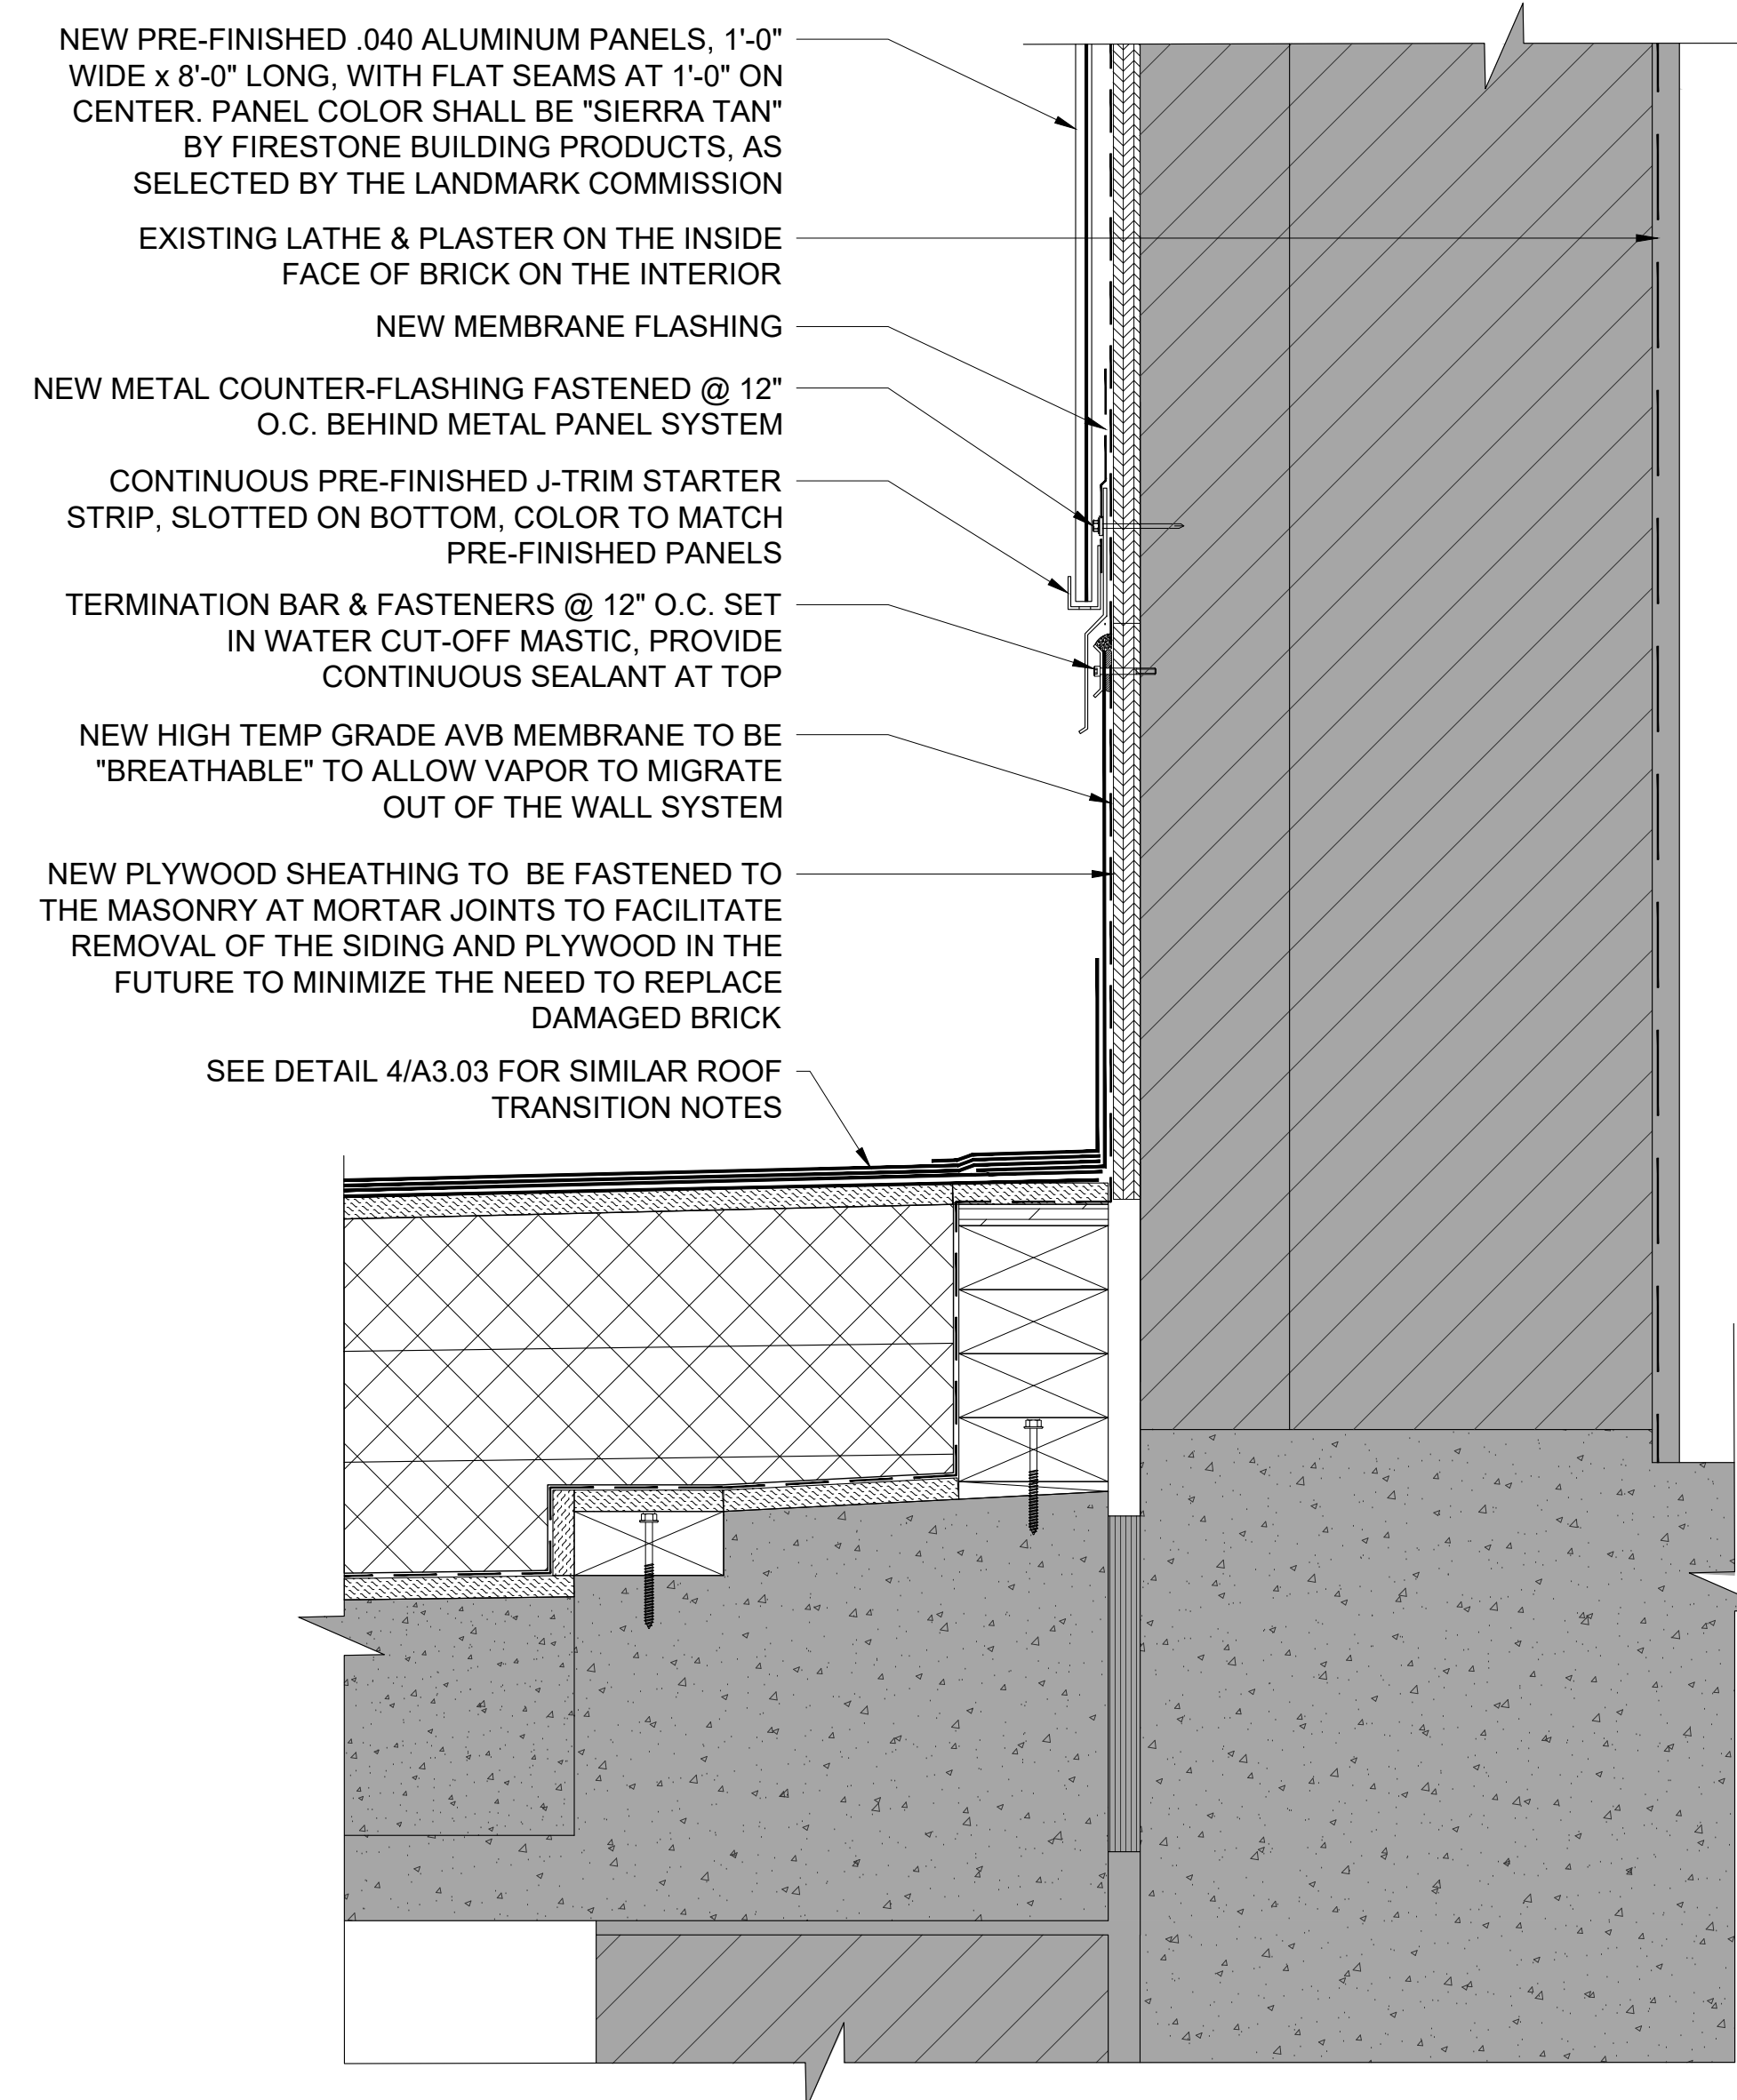 NEW PRE-FINISHED .040 ALUMINUM PANELS, 1'-0"
WIDE x 8'-0" LONG, WITH FLAT SEAMS AT 1'-0" ON
CENTER. PANEL COLOR SHALL BE "SIERRA TAN"
BY FIRESTONE BUILDING PRODUCTS, AS
SELECTED BY THE LANDMARK COMMISSION
EXISTING LATHE & PLASTER ON THE INSIDE
FACE OF BRICK ON THE INTERIOR
NEW MEMBRANE FLASHING
NEW METAL COUNTER-FLASHING FASTENED @ 12"
O.C. BEHIND METAL PANEL SYSTEM
CONTINUOUS PRE-FINISHED J-TRIM STARTER
STRIP, SLOTTED ON BOTTOM, COLOR TO MATCH
PRE-FINISHED PANELS
TERMINATION BAR & FASTENERS @ 12" O.C. SET
IN WATER CUT-OFF MASTIC, PROVIDE
CONTINUOUS SEALANT AT TOP
NEW HIGH TEMP GRADE AVB MEMBRANE TO BE
"BREATHABLE" TO ALLOW VAPOR TO MIGRATE
OUT OF THE WALL SYSTEM
NEW PLYWOOD SHEATHING TO  BE FASTENED TO
THE MASONRY AT MORTAR JOINTS TO FACILITATE
REMOVAL OF THE SIDING AND PLYWOOD IN THE
FUTURE TO MINIMIZE THE NEED TO REPLACE
DAMAGED BRICK
SEE DETAIL 4/A3.03 FOR SIMILAR ROOF
TRANSITION NOTES